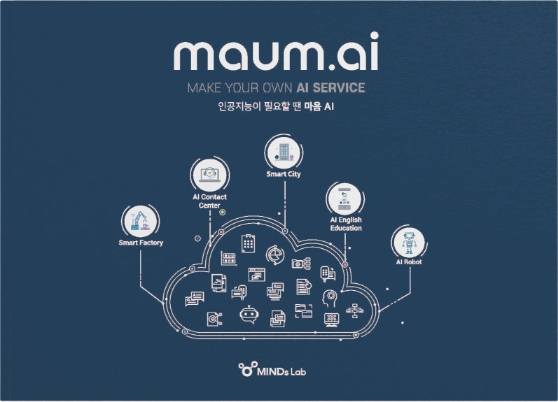 maum.ai
MAKE YOUR OWN AI SERVICE
인공지능이 필요할 땐 마음 AI
Smart City
AI Contact
Center
AI English
Education
Smart Factory
AI Robot
MINDs Lab